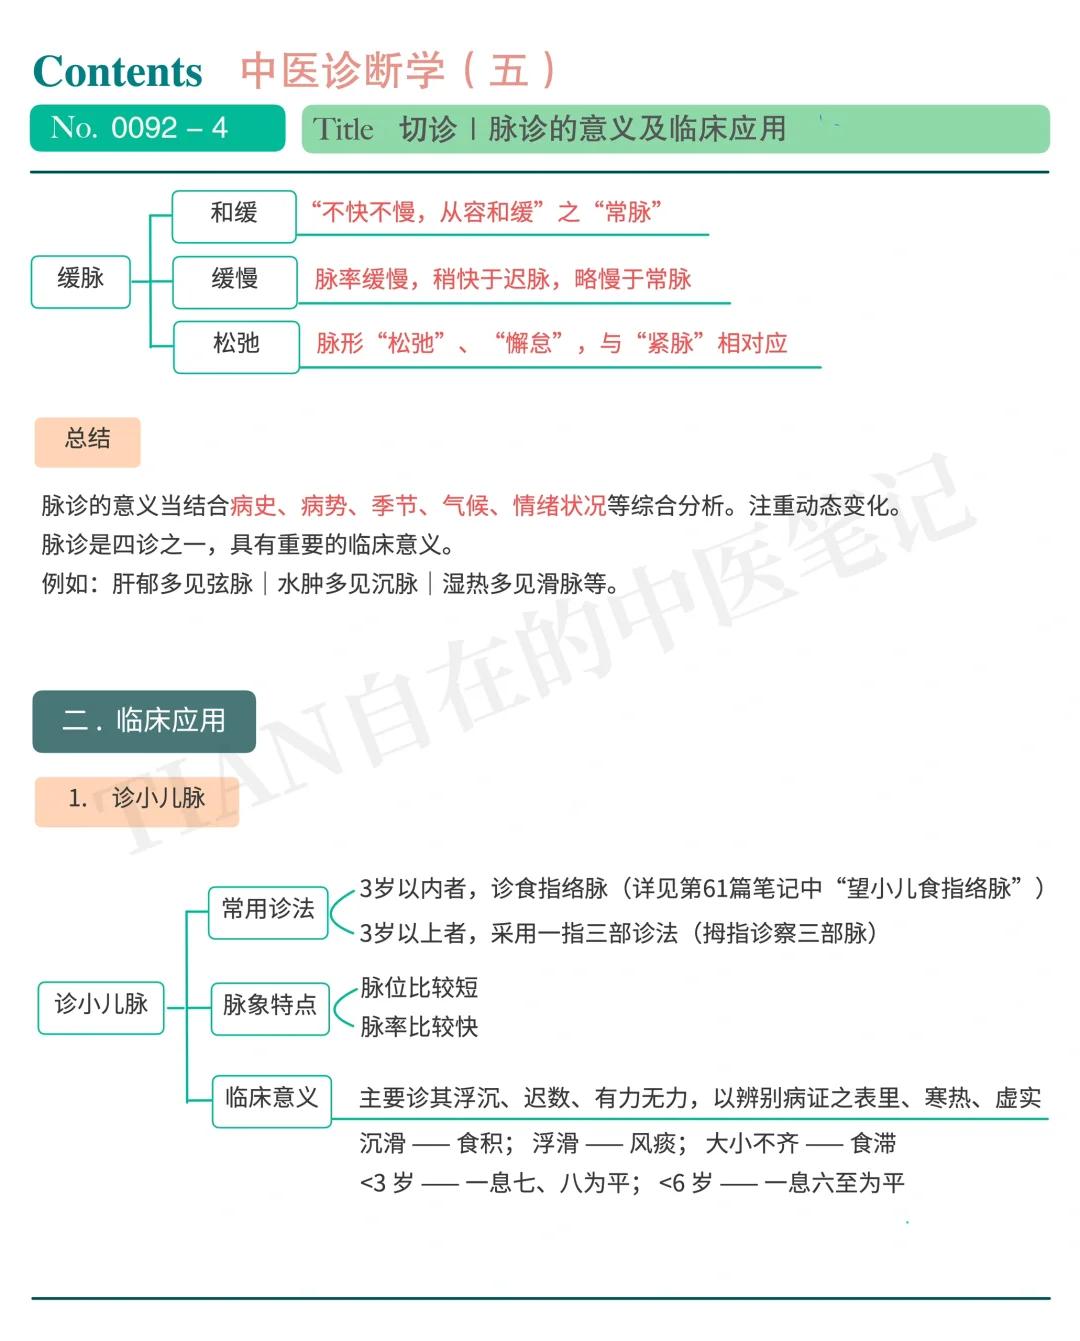 Contents 中医诊断学（五）
No. 0092 – 4 Title 切诊 | 脉诊的意义及临床应用
和缓 “不快不慢，从容和缓”之“常脉”
缓脉 缓慢 脉率缓慢，稍快于迟脉，略慢于常脉
松弛 脉形“松弛”、“懈怠”，与“紧脉”相对应
总结
脉诊的意义当结合病史、病势、季节、气候、情绪状况等综合分析。注重动态变化。
脉诊是四诊之一，具有重要的临床意义。
例如：肝郁多见弦脉｜水肿多见沉脉｜湿热多见滑脉等。
TIAN自在的中医笔记
二 . 临床应用
1. 诊小儿脉
常用诊法 3岁以内者，诊食指络脉（详见第61篇笔记中“望小儿食指络脉”）
3岁以上者，采用一指三部诊法（拇指诊察三部脉）
诊小儿脉 脉象特点 脉位比较短
脉率比较快
临床意义 主要诊其浮沉、迟数、有力无力，以辨别病证之表里、寒热、虚实
沉滑 —— 食积； 浮滑 —— 风痰； 大小不齐 —— 食滞
<3 岁 —— 一息七、八为平； <6 岁 —— 一息六至为平